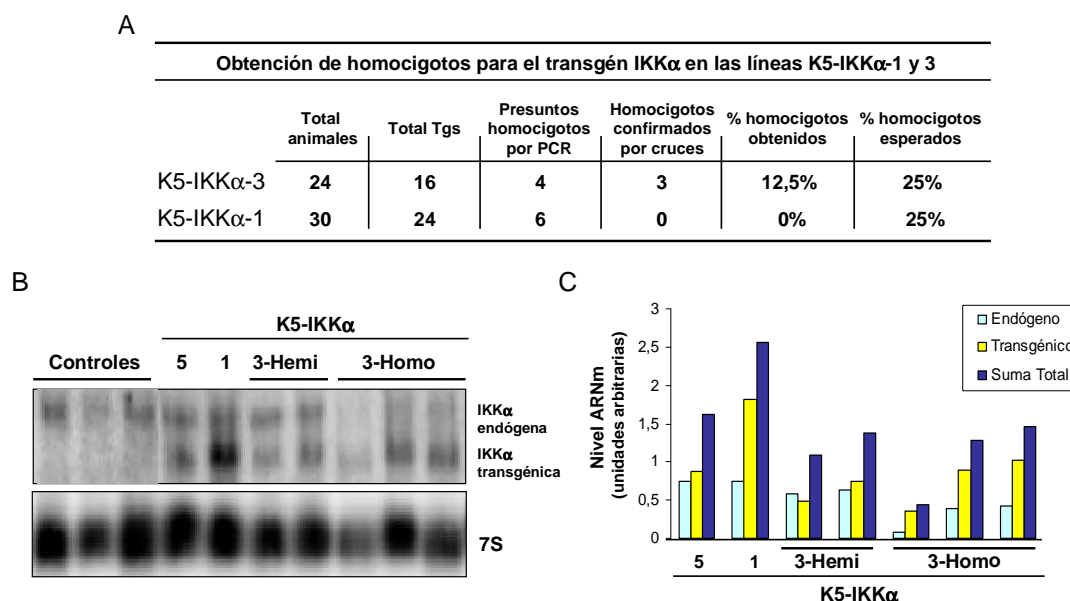 A
Obtención de homocigotos para el transgén IKKα en las líneas K5-IKKα-1 y 3
Total animales
Total Tgs
Presuntos homocigotos por PCR
Homocigotos confirmados por cruces
% homocigotos obtenidos
% homocigotos esperados
K5-IKKα-3 24 16 4 3 12,5% 25%
K5-IKKα-1 30 24 6 0 0% 25%
B
K5-IKKα
Controles 5 1 3-Hemi 3-Homo
IKKα endógena
IKKα transgénica
7S
C
Nivel ARNm
(unidades arbitrarias)
3
2,5
2
1,5
1
0,5
0
Endógeno
Transgénico
Suma Total
5 1 3-Hemi 3-Homo
K5-IKKα